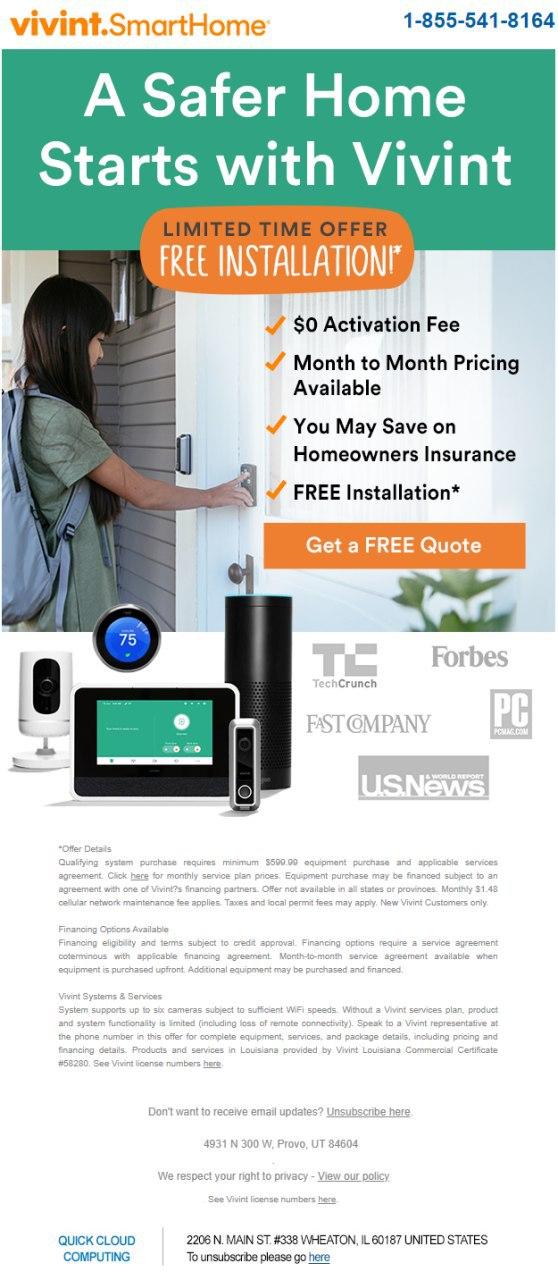 vivint.SmartHome
1-855-541-8164
A Safer Home
Starts with Vivint
LIMITED TIME OFFER
FREE INSTALLATION!*
$0 Activation Fee
Month to Month Pricing
Available
You May Save on
Homeowners Insurance
FREE Installation*
Get a FREE Quote
75
TC
TechCrunch
Forbes
FAST COMPANY
PC
PCMAG.COM
U.S.News
& WORLD REPORT
*Offer Details
Qualifying system purchase requires minimum $599.99 equipment purchase and applicable services
agreement. Click here for monthly service plan prices. Equipment purchase may be financed subject to an
agreement with one of Vivint?s financing partners. Offer not available in all states or provinces. Monthly $1.48
cellular network maintenance fee applies. Taxes and local permit fees may apply. New Vivint Customers only.
Financing Options Available
Financing eligibility and terms subject to credit approval. Financing options require a service agreement
coterminous with applicable financing agreement. Month-to-month service agreement available when
equipment is purchased upfront. Additional equipment may be purchased and financed.
Vivint Systems & Services
System supports up to six cameras subject to sufficient WiFi speeds. Without a Vivint services plan, product
and system functionality is limited (including loss of remote connectivity). Speak to a Vivint representative at
the phone number in this offer for complete equipment, services, and package details, including pricing and
financing details. Products and services in Louisiana provided by Vivint Louisiana Commercial Certificate
#58280. See Vivint license numbers here.
Don't want to receive email updates? Unsubscribe here.
4931 N 300 W, Provo, UT 84604
.
We respect your right to privacy - View our policy
See Vivint license numbers here.
QUICK CLOUD
COMPUTING
2206 N. MAIN ST. #338 WHEATON, IL 60187 UNITED STATES
To unsubscribe please go here